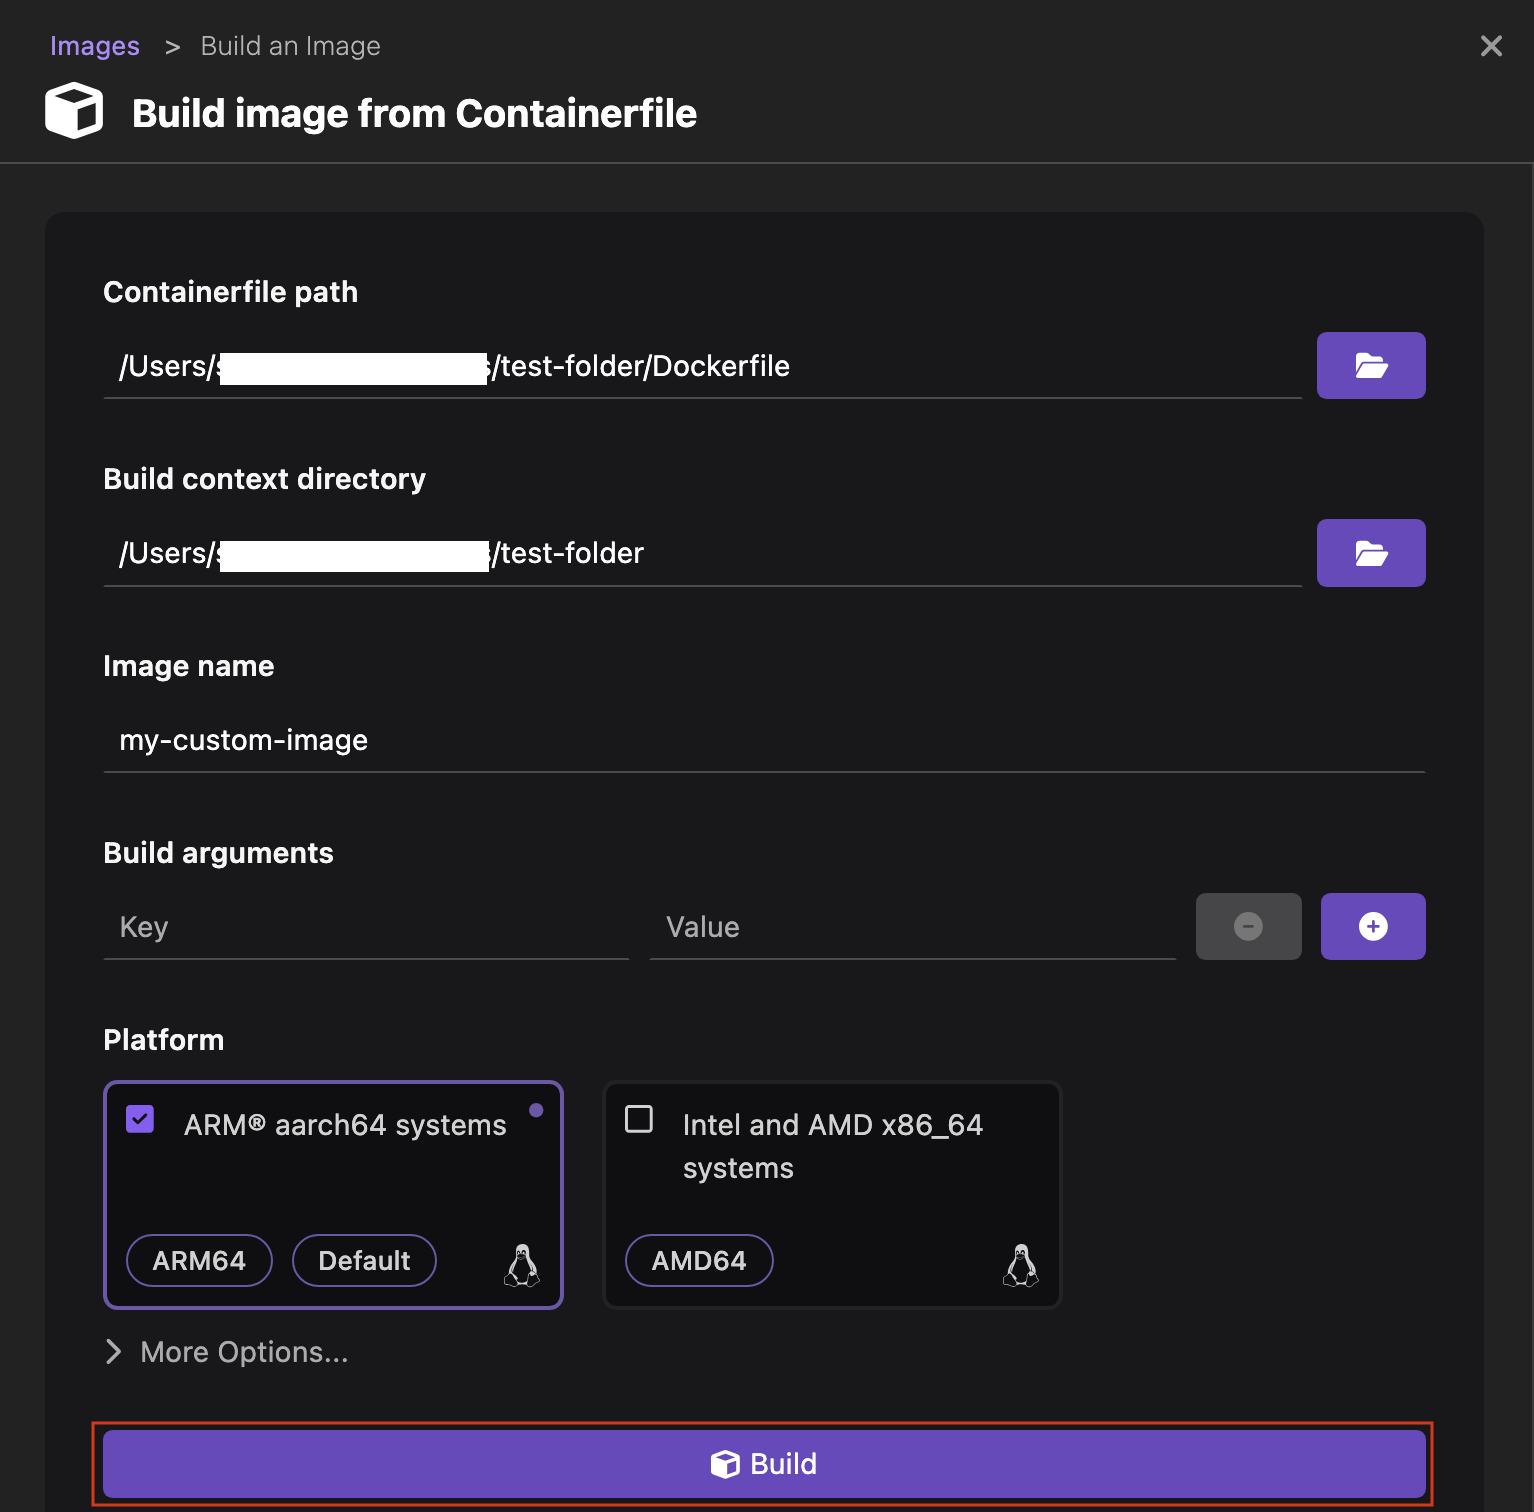 Images > Build an Image
Build image from Containerfile
Containerfile path
/Users/ /test-folder/Dockerfile
Build context directory
/Users/ /test-folder
Image name
my-custom-image
Build arguments
Key Value
Platform
ARM® aarch64 systems
ARM64 Default
Intel and AMD x86_64
systems
AMD64
More Options...
Build